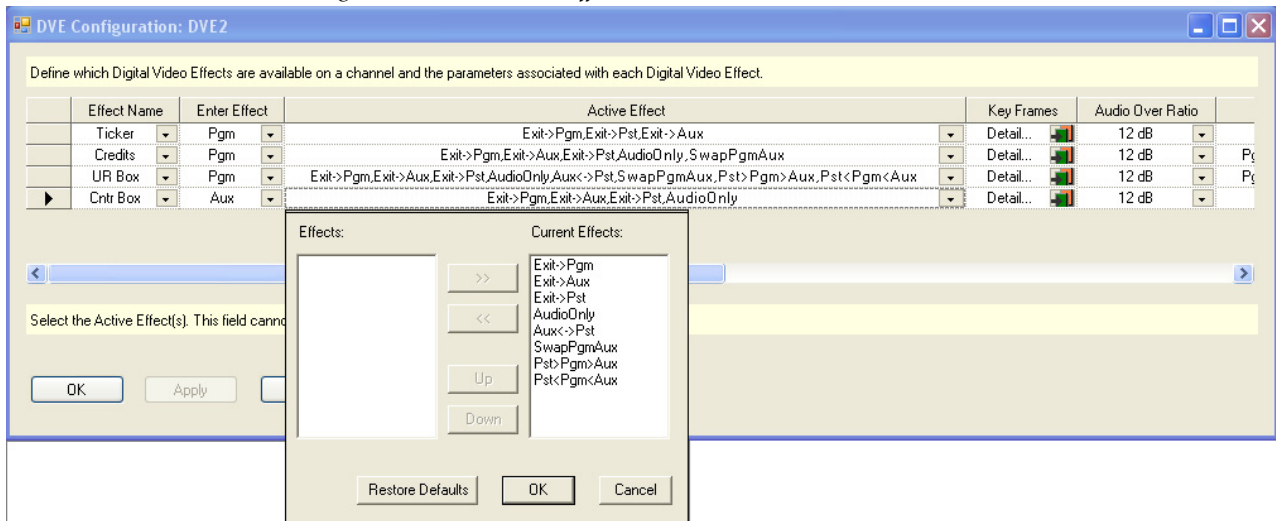 DVE Configuration: DVE2
Define which Digital Video Effects are available on a channel and the parameters associated with each Digital Video Effect.
Effect Name Enter Effect Active Effect Key Frames Audio Over Ratio
Ticker Pgm Exit->Pgm,Exit->Pst,Exit->Aux Detail... 12 dB
Credits Pgm Exit->Pgm,Exit->Aux,Exit->Pst,AudioOnly,SwapPgmAux Detail... 12 dB
UR Box Pgm Exit->Pgm,Exit->Aux,Exit->Pst,AudioOnly,Aux<->Pst,SwapPgmAux,Pst>Pgm>Aux,Pst<Pgm<Aux Detail... 12 dB
Cntr Box Aux Exit->Pgm,Exit->Aux,Exit->Pst,AudioOnly Detail... 12 dB
Effects: Current Effects:
Exit->Pgm
>>
Exit->Aux
Exit->Pst
<<
AudioOnly
Aux<->Pst
SwapPgmAux
Pst>Pgm>Aux
Up
Pst<Pgm<Aux
Down
Select the Active Effect(s). This field
OK Apply
Restore Defaults OK Cancel